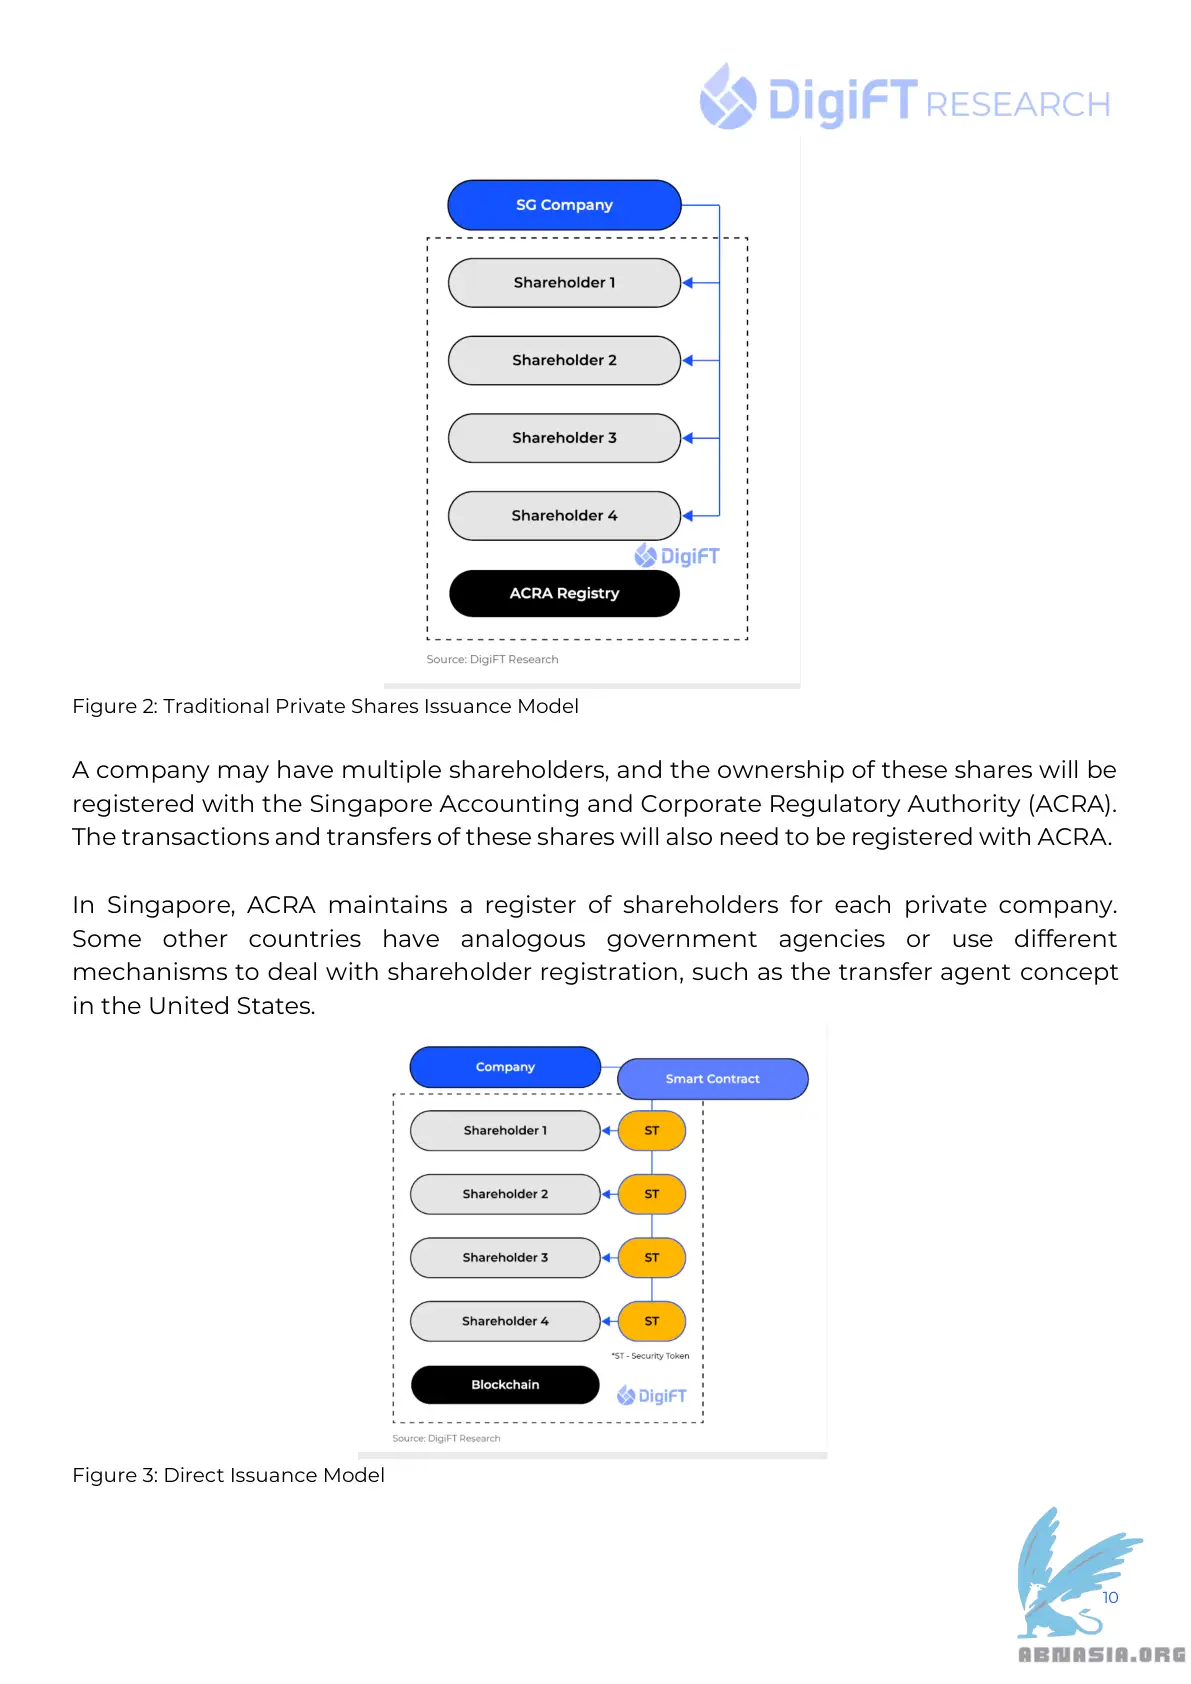 DigiFT RESEARCH
SG Company
Shareholder 1
Shareholder 2
Shareholder 3
Shareholder 4
DigiFT
ACRA Registry
Source: DigiFT Research
Figure 2: Traditional Private Shares Issuance Model
A company may have multiple shareholders, and the ownership of these shares will be
registered with the Singapore Accounting and Corporate Regulatory Authority (ACRA).
The transactions and transfers of these shares will also need to be registered with ACRA.
In Singapore, ACRA maintains a register of shareholders for each private company.
Some other countries have analogous government agencies or use different
mechanisms to deal with shareholder registration, such as the transfer agent concept
in the United States.
Company
Smart Contract
Shareholder 1
ST
Shareholder 2
ST
Shareholder 3
ST
Shareholder 4
ST
*ST - Security Token
Blockchain
DigiFT
Source: DigiFT Research
Figure 3: Direct Issuance Model
10
ABNASIA.ORG